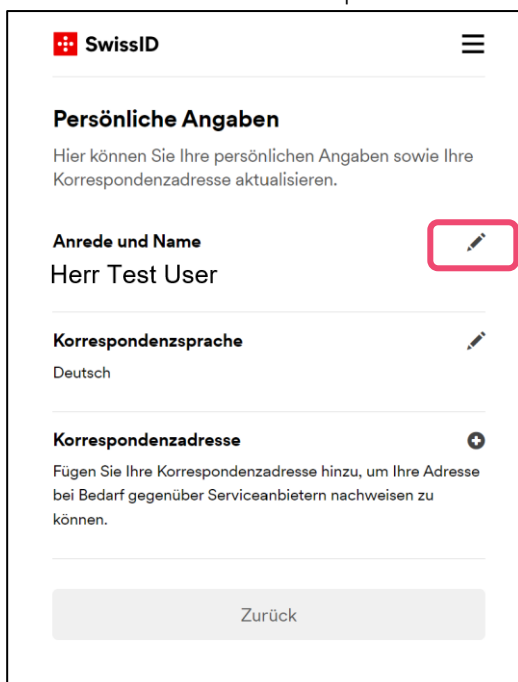 SwissID
Persönliche Angaben
Hier können Sie Ihre persönlichen Angaben sowie Ihre
Korrespondenzadresse aktualisieren.
Anrede und Name
Herr Test User
Korrespondenzsprache
Deutsch
Korrespondenzadresse
Fügen Sie Ihre Korrespondenzadresse hinzu, um Ihre Adresse
bei Bedarf gegenüber Serviceanbietern nachweisen zu
können.
Zurück